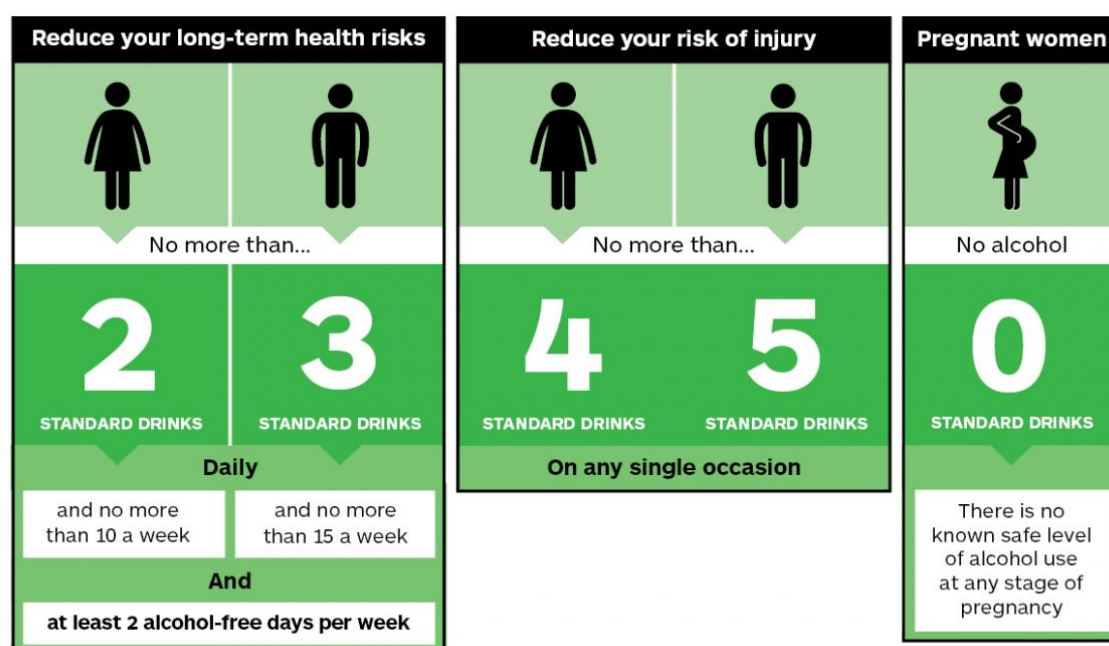 Reduce your long-term health risks
No more than...
2
3
STANDARD DRINKS
STANDARD DRINKS
Daily
and no more
than 10 a week
and no more
than 15 a week
And
at least 2 alcohol-free days per week
Reduce your risk of injury
No more than...
4
5
STANDARD DRINKS
STANDARD DRINKS
On any single occasion
Pregnant women
No alcohol
0
STANDARD DRINKS
There is no
known safe level
of alcohol use
at any stage of
pregnancy